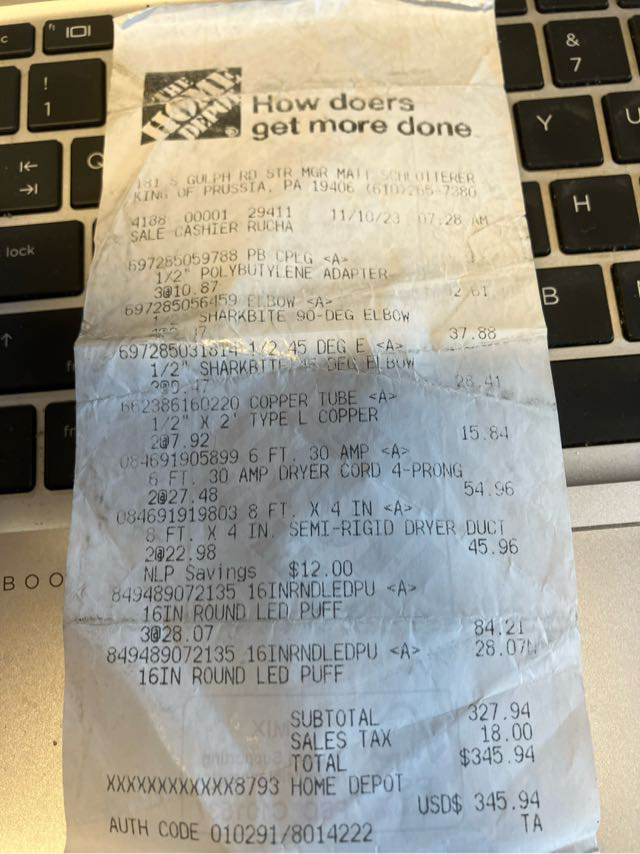 THE
HOME
DEPOT
How doers
get more done
181 S GULPH RD STR MGR MATT SCHLOTTERER
KING OF PRUSSIA, PA 19406 (610)265-7380
4188 00001 29411 11/10/23 07:28 AM
SALE CASHIER RUCHA
697285059788 PB CPLG <A>
1/2" POLYBUTYLENE ADAPTER
3@10.87
697285056459 ELBOW <A>
SHARKBITE 90-DEG ELBOW
37.88
697285031814 1/2 45 DEG E <A>
1/2" SHARKBITE 45 DEG ELBOW
3@9.47 28.41
662386160220 COPPER TUBE <A>
1/2" X 2' TYPE L COPPER
2@7.92 15.84
084691905899 6 FT. 30 AMP <A>
6 FT. 30 AMP DRYER CORD 4-PRONG
2@27.48 54.96
084691919803 8 FT. X 4 IN <A>
8 FT. X 4 IN. SEMI-RIGID DRYER DUCT
2@22.98 45.96
NLP Savings $12.00
849489072135 16INRNDLEDPU <A>
16IN ROUND LED PUFF
3@28.07 84.21
849489072135 16INRNDLEDPU <A> 28.07N
16IN ROUND LED PUFF
SUBTOTAL 327.94
SALES TAX 18.00
TOTAL $345.94
XXXXXXXXXXXX8793 HOME DEPOT
USD$ 345.94
AUTH CODE 010291/8014222 TA
&
7
!
1
Y
U
Q
H
B
lock
BOO